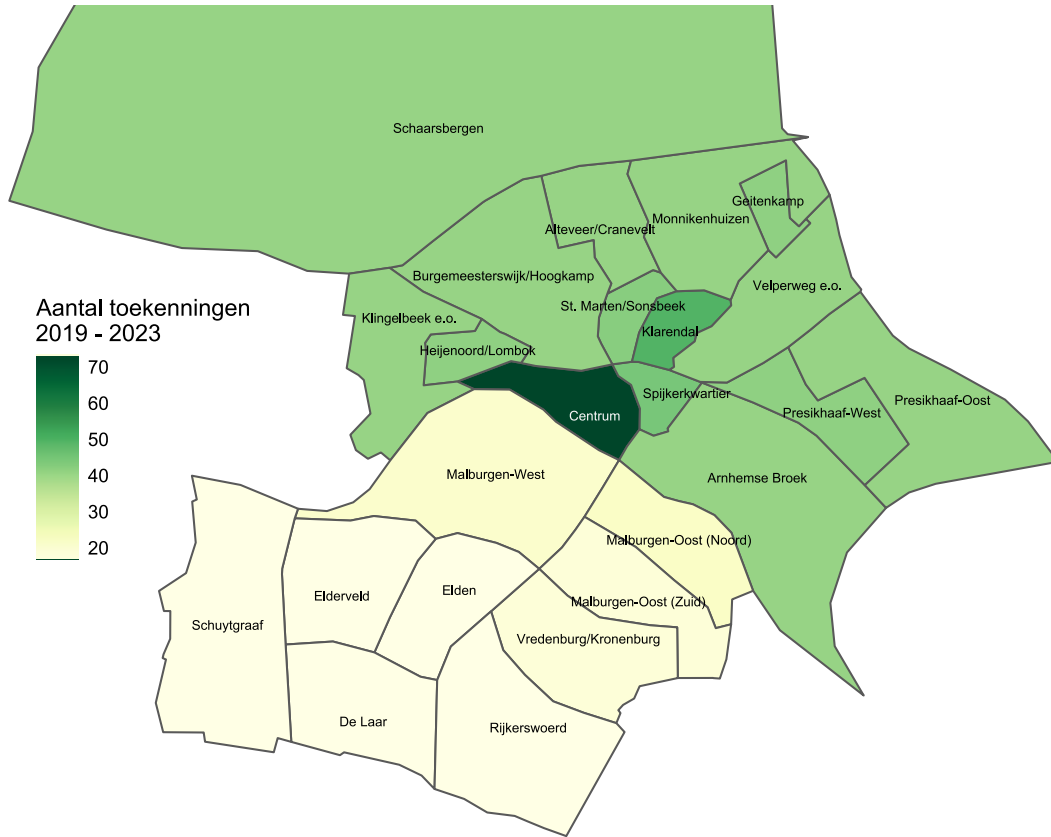 Schaarsbergen
Geitenkamp
Monnikenhuizen
Alteveer/Cranevelt
Burgemeesterswijk/Hoogkamp
Velperweg e.o.
St. Marten/Sonsbeek
Aantal toekenningen
2019 - 2023
70
60
50
40
30
20
Klingelbeek e.o.
Klarendal
Heijenoord/Lombok
Spijkerkwartier
Presikhaaf-Oost
Presikhaaf-West
Centrum
Malburgen-West
Arnhemse Broek
Malburgen-Oost (Noord)
Elden
Elderveld
Malburgen-Oost (Zuid)
Schuytgraaf
Vredenburg/Kronenburg
De Laar
Rijkerswoerd